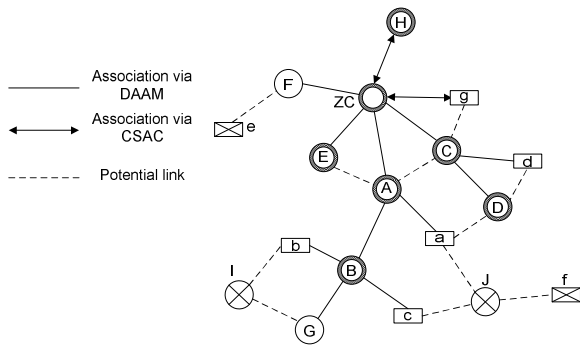 H
Association via
DAAM
F
ZC
g
Association via
CSAC
e
C
E
d
Potential link
A
D
a
b
I
B
J
f
c
G